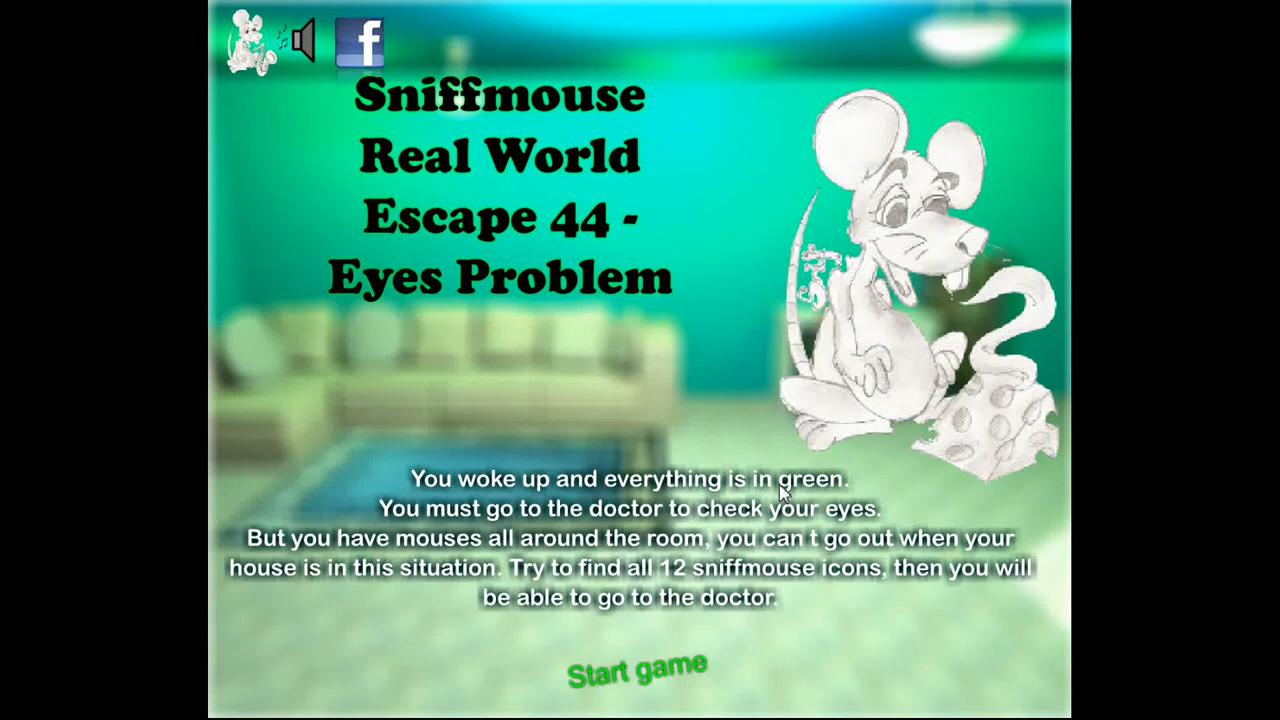 Sniffmouse
Real World
Escape 44 -
Eyes Problem
You woke up and everything is in green.
You must go to the doctor to check your eyes.
But you have mouses all around the room, you can t go out when your
house is in this situation. Try to find all 12 sniffmouse icons, then you will
be able to go to the doctor.
Start game